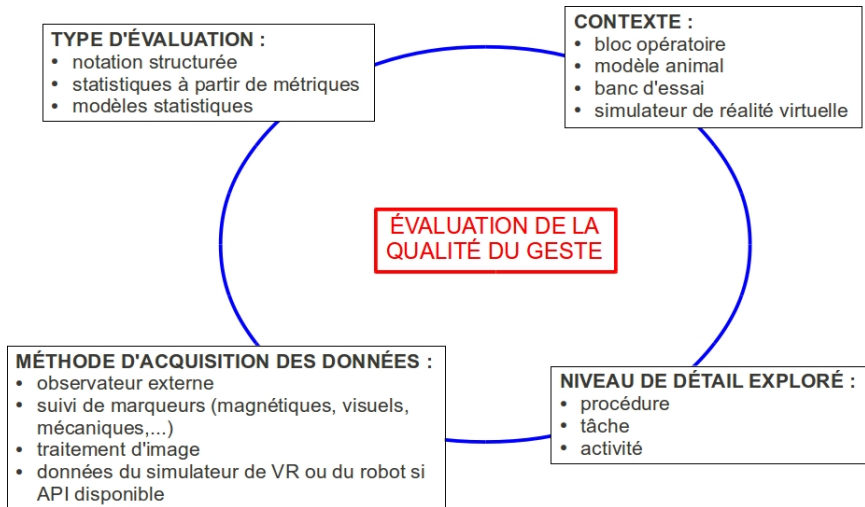 TYPE D'ÉVALUATION :
• notation structurée
• statistiques à partir de métriques
• modèles statistiques
CONTEXTE :
• bloc opératoire
• modèle animal
• banc d'essai
• simulateur de réalité virtuelle
ÉVALUATION DE LA
QUALITÉ DU GESTE
MÉTHODE D'ACQUISITION DES DONNÉES :
• observateur externe
• suivi de marqueurs (magnétiques, visuels,
mécaniques,...)
• traitement d'image
• données du simulateur de VR ou du robot si
API disponible
NIVEAU DE DÉTAIL EXPLORÉ :
• procédure
• tâche
• activité